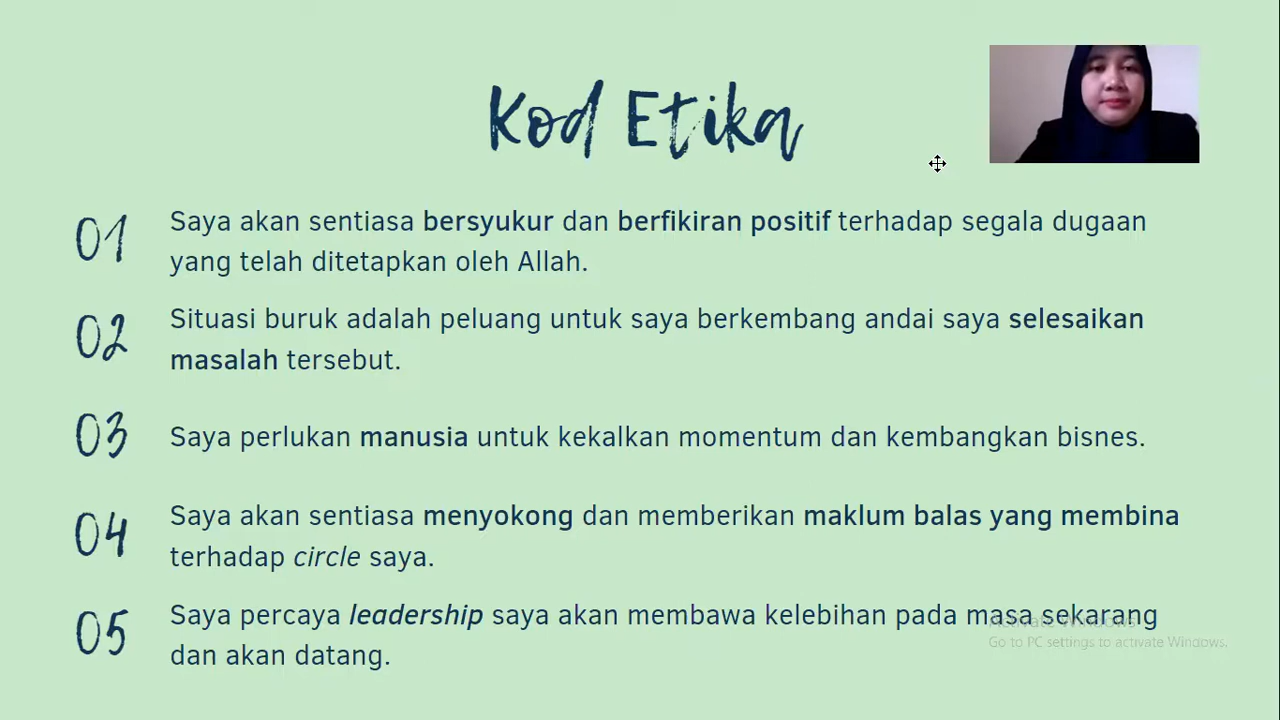 Kod Etika
01
Saya akan sentiasa bersyukur dan berfikiran positif terhadap segala dugaan
yang telah ditetapkan oleh Allah.
02
Situasi buruk adalah peluang untuk saya berkembang andai saya selesaikan
masalah tersebut.
03
Saya perlukan manusia untuk kekalkan momentum dan kembangkan bisnes.
04
Saya akan sentiasa menyokong dan memberikan maklum balas yang membina
terhadap circle saya.
05
Saya percaya leadership saya akan membawa kelebihan pada masa sekarang
dan akan datang.
Activate Windows
Go to PC settings to activate Windows.